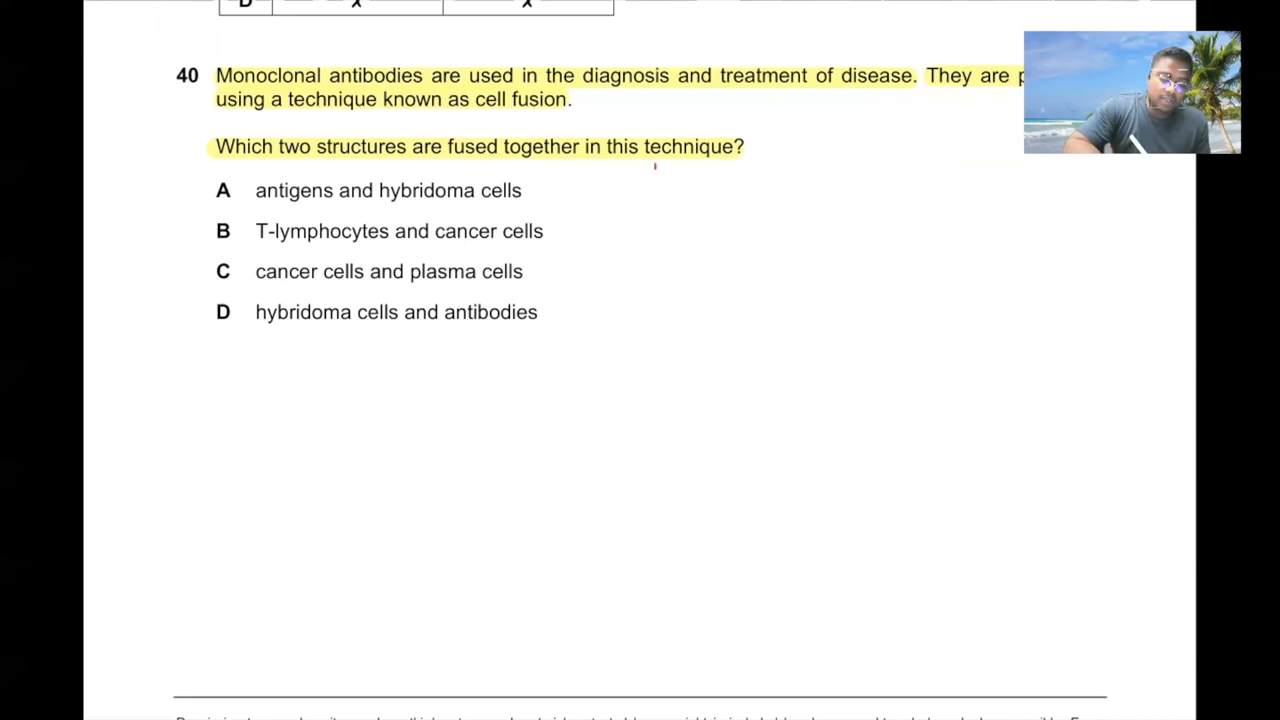 D x x
40 Monoclonal antibodies are used in the diagnosis and treatment of disease. They are
using a technique known as cell fusion.
Which two structures are fused together in this technique?
A antigens and hybridoma cells
B T-lymphocytes and cancer cells
C cancer cells and plasma cells
D hybridoma cells and antibodies